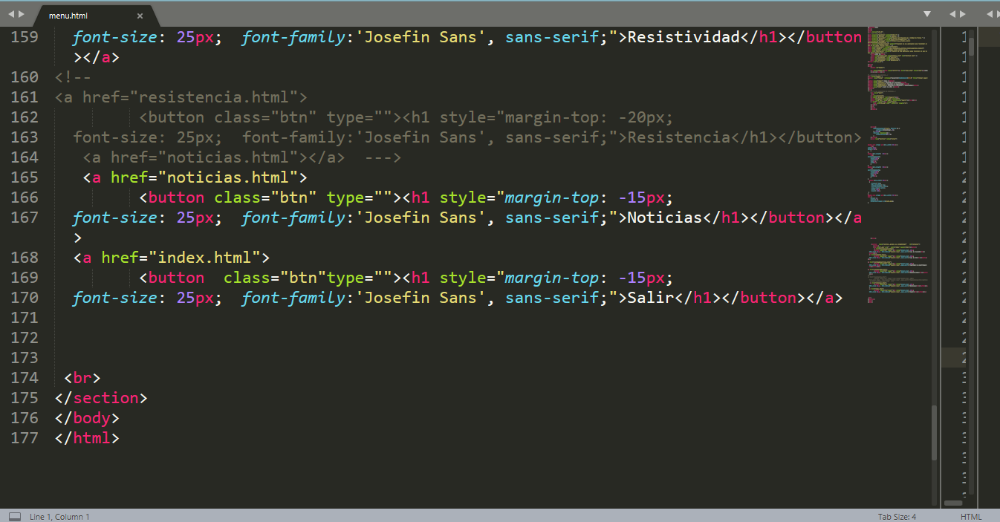 menu.html ×
159 font-size: 25px; font-family:'Josefin Sans', sans-serif;">Resistividad</h1></button
></a>
160 <!--
161 <a href="resistencia.html">
162 <button class="btn" type=""><h1 style="margin-top: -20px;
163 font-size: 25px; font-family:'Josefin Sans', sans-serif;">Resistencia</h1></button>
164 <a href="noticias.html"></a> --->
165 <a href="noticias.html">
166 <button class="btn" type=""><h1 style="margin-top: -15px;
167 font-size: 25px; font-family:'Josefin Sans', sans-serif;">Noticias</h1></button></a
>
168 <a href="index.html">
169 <button class="btn"type=""><h1 style="margin-top: -15px;
170 font-size: 25px; font-family:'Josefin Sans', sans-serif;">Salir</h1></button></a>
171
172
173
174 <br>
175 </section>
176 </body>
177 </html>
Line 1, Column 1
Tab Size: 4
HTML